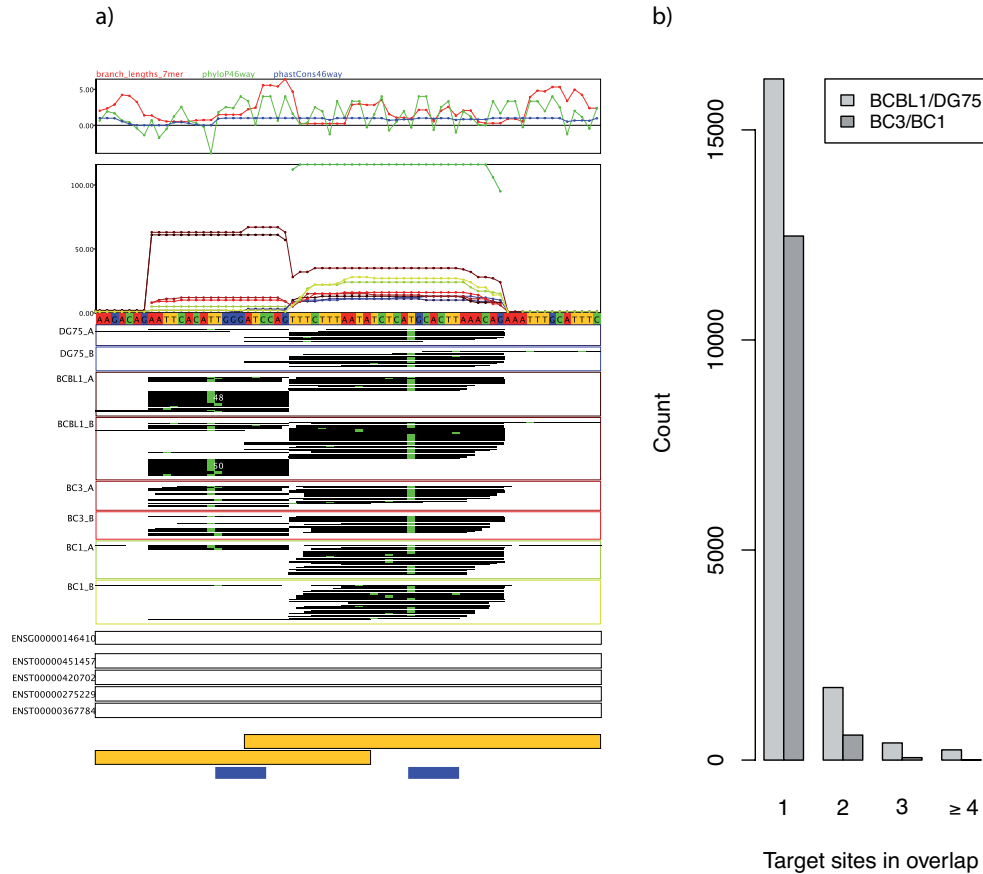 a)
b)
branch_lengths_7mer phyloP46way phastCons46way
5.00
0.00
100.00
50.00
0.00
AAGACAGAATTCACATTGGGATCCAGTTTCTTTAATATCTCATGCACTTAAACAGAAATTTGCATTTC
DG75_A
DG75_B
BCBL1_A
48
BCBL1_B
50
BC3_A
BC3_B
BC1_A
BC1_B
ENSG00000146410
ENST00000451457
ENST00000420702
ENST00000275229
ENST00000367784
BCBL1/DG75
BC3/BC1
Count
15000
10000
5000
0
1 2 3 ≥ 4
Target sites in overlap